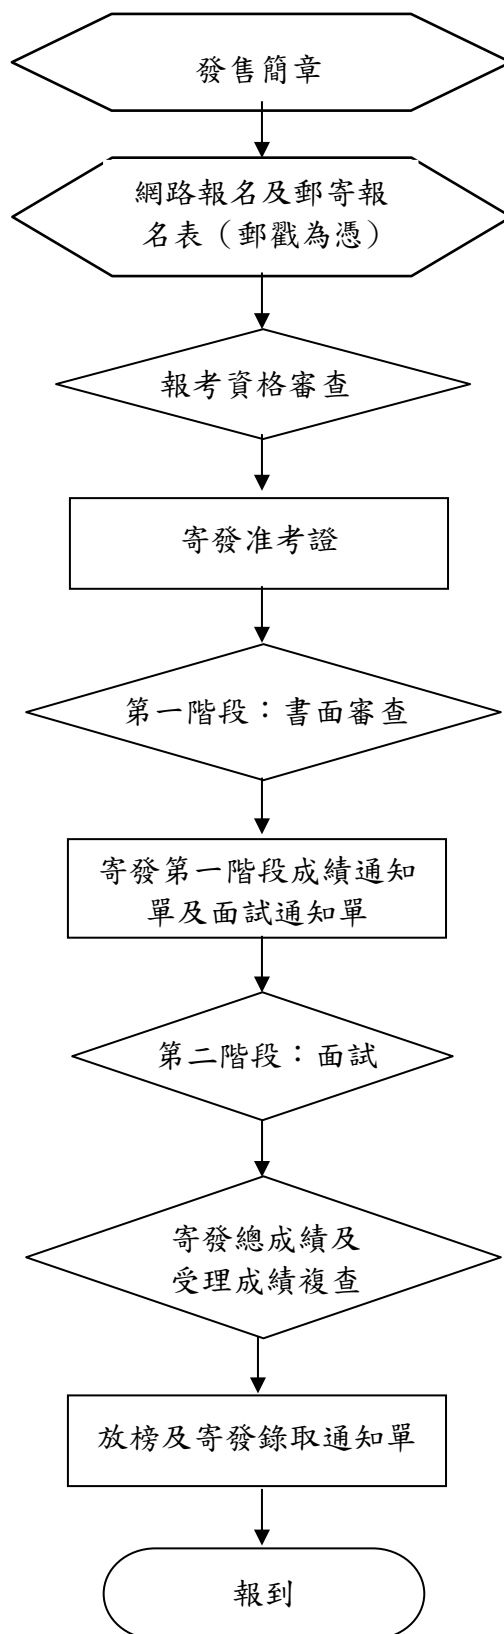 發售簡章
網路報名及郵寄報
名表（郵戳為憑）
報考資格審查
寄發准考證
第一階段：書面審查
寄發第一階段成績通知
單及面試通知單
第二階段：面試
寄發總成績及
受理成績複查
放榜及寄發錄取通知單
報到